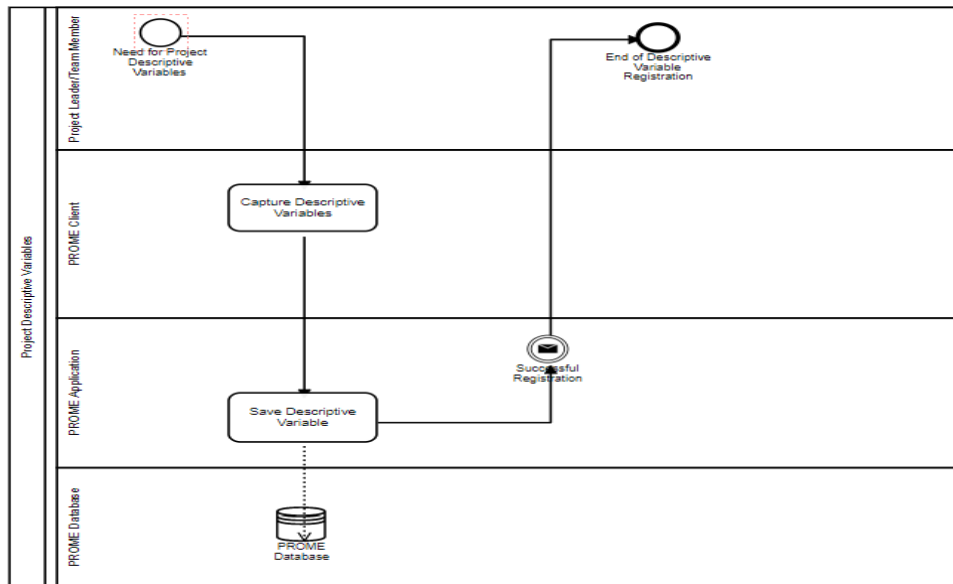 Project Descriptive Variables
Project Leader/Team Member
Need for Project
Descriptive
Variables
End of Descriptive
Variable
Registration
PROME Client
Capture Descriptive
Variables
PROME Application
Successful
Registration
Save Descriptive
Variable
PROME Database
PROME
Database